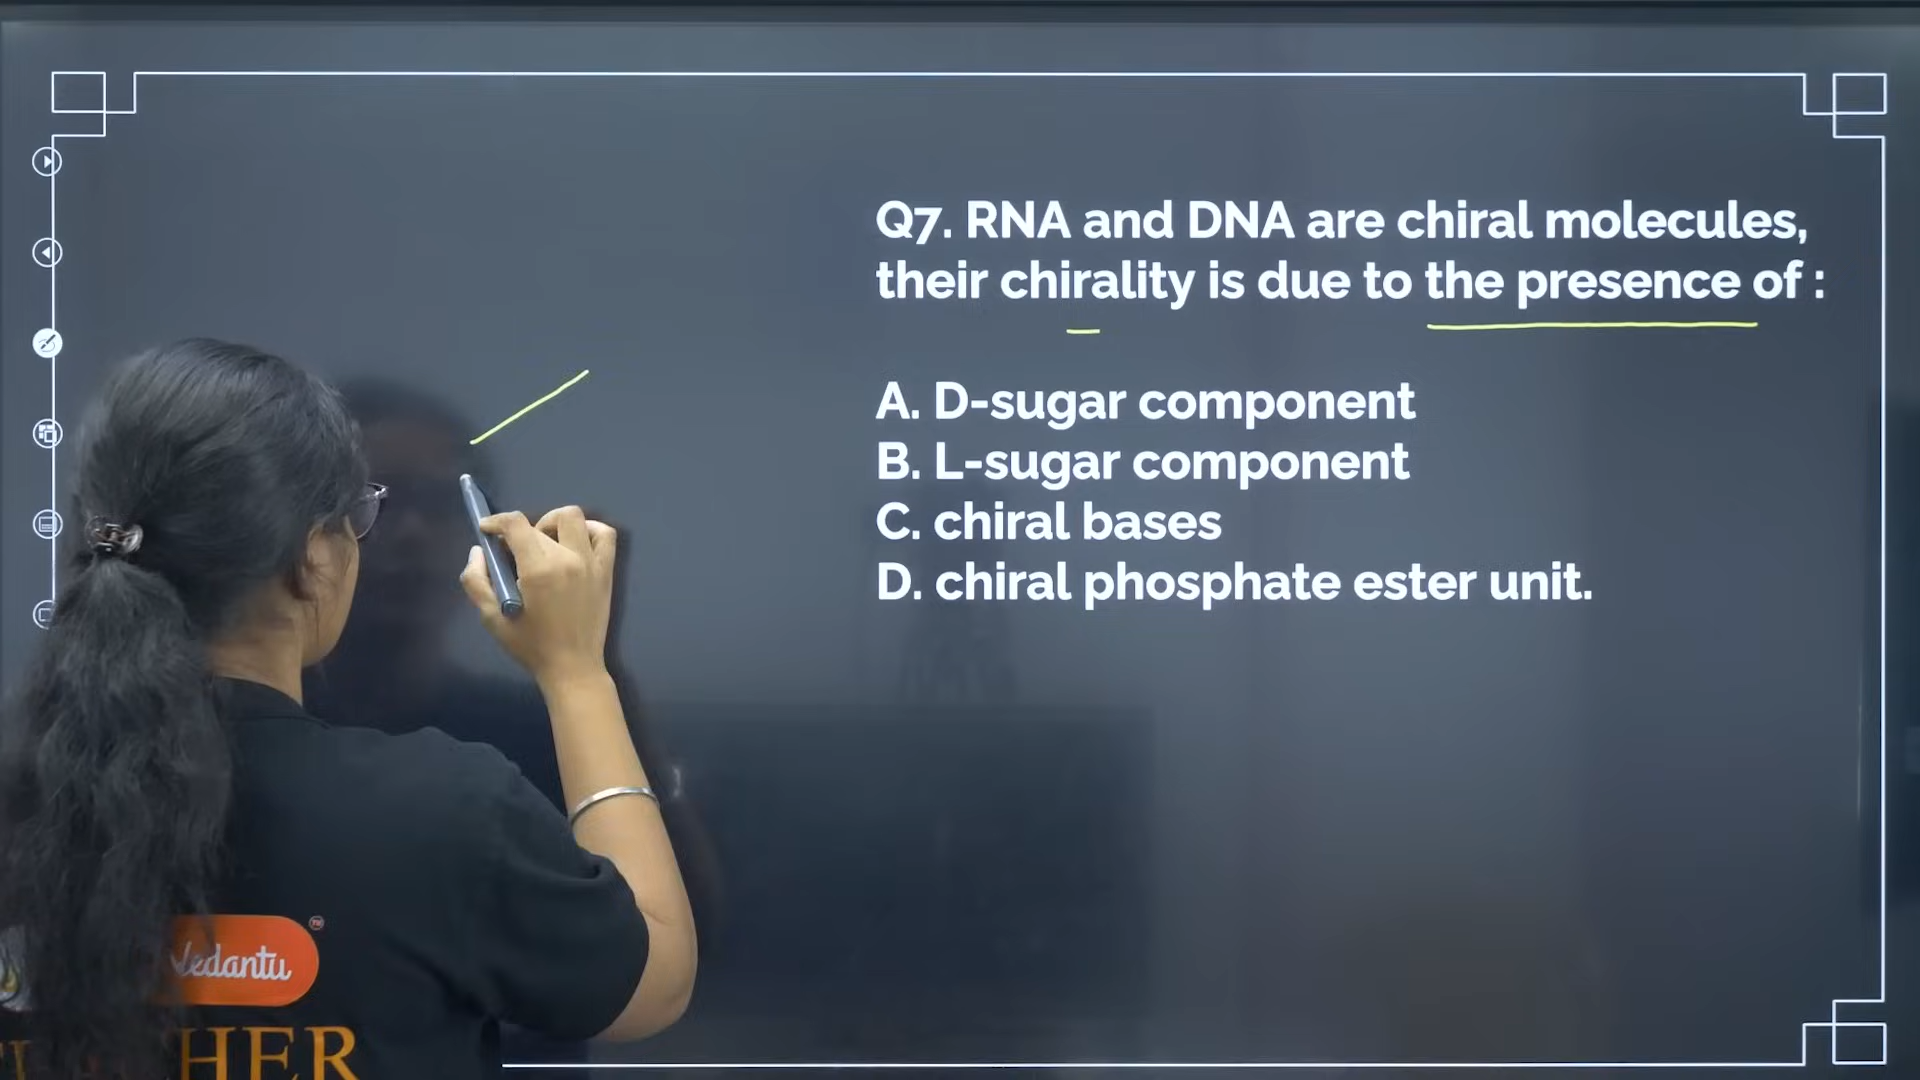 Q7. RNA and DNA are chiral molecules,
their chirality is due to the presence of :
A. D-sugar component
B. L-sugar component
C. chiral bases
D. chiral phosphate ester unit.
Vedantu